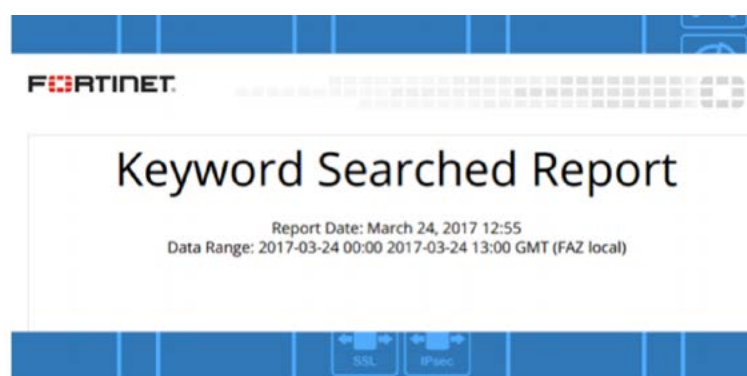 FORTINET
Keyword Searched Report
Report Date: March 24, 2017 12:55
Data Range: 2017-03-24 00:00 2017-03-24 13:00 GMT (FAZ local)
SSL
IPsec